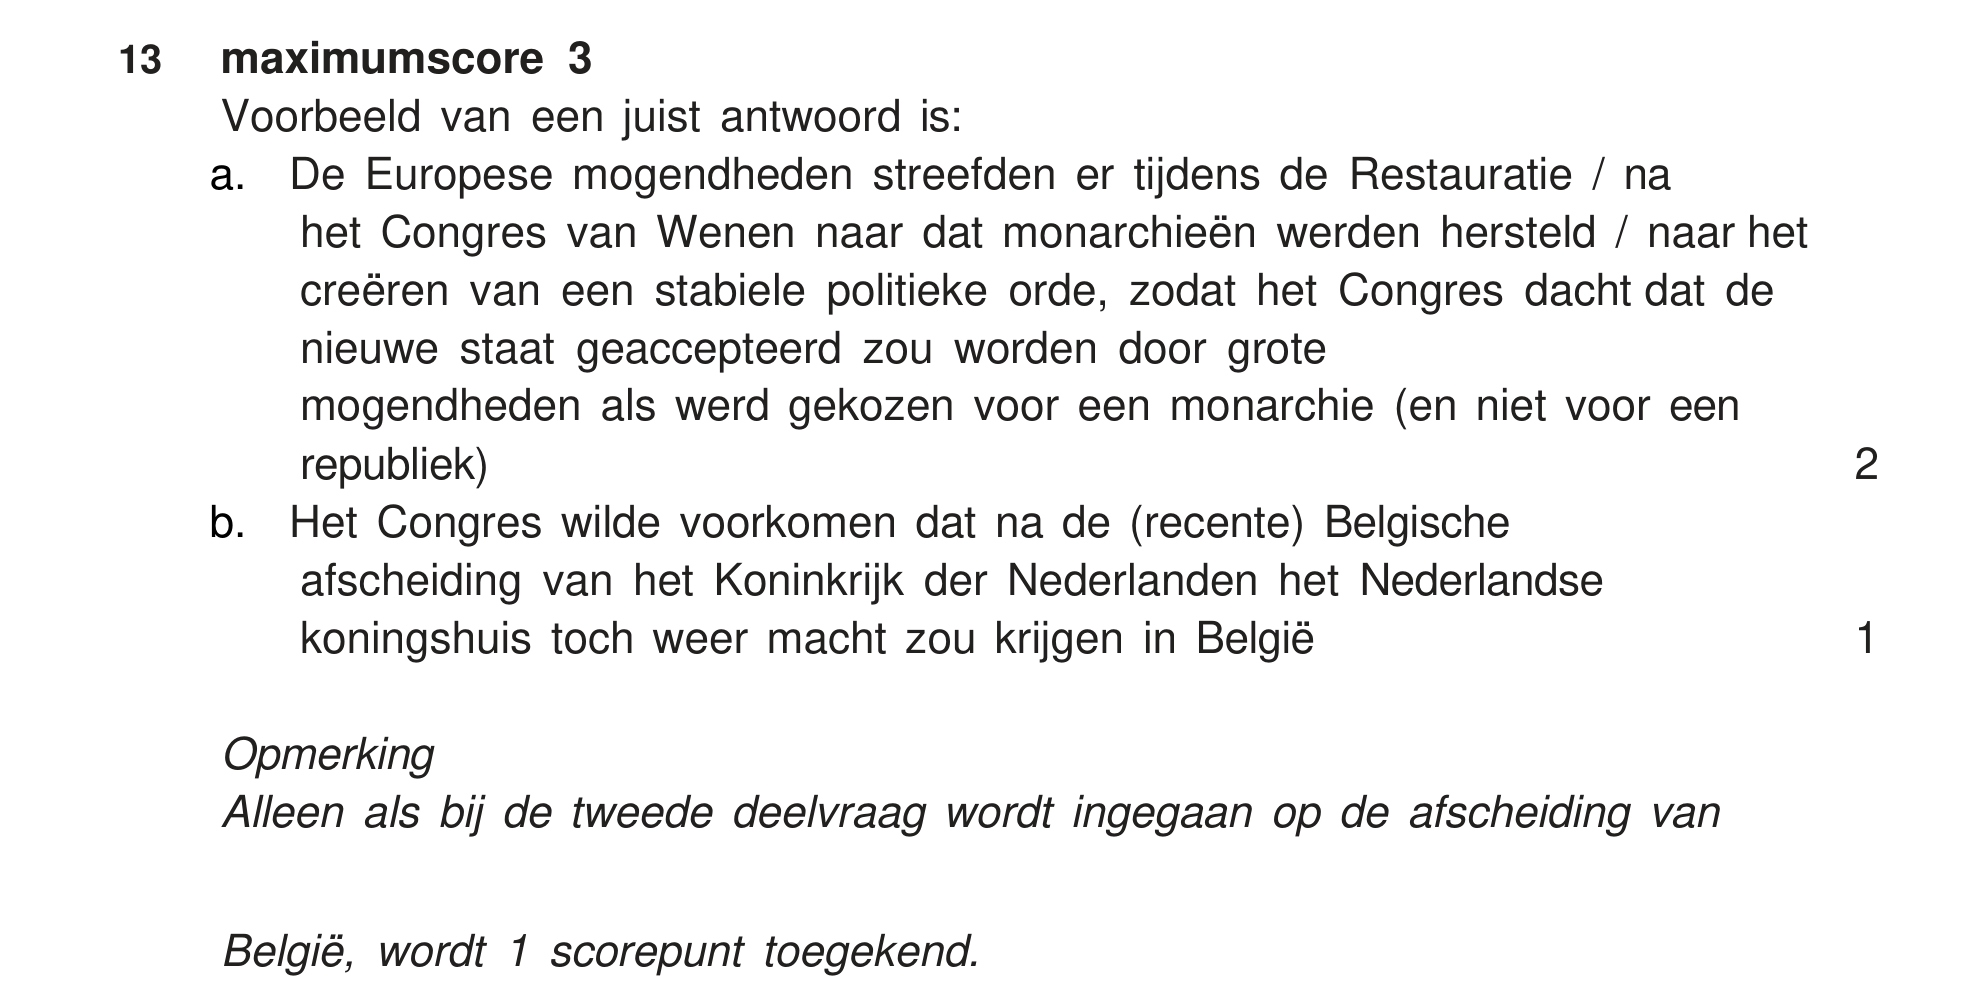 13 maximumscore 3
Voorbeeld van een juist antwoord is:
a. De Europese mogendheden streefden er tijdens de Restauratie / na
het Congres van Wenen naar dat monarchieën werden hersteld / naar het
creëren van een stabiele politieke orde, zodat het Congres dacht dat de
nieuwe staat geaccepteerd zou worden door grote
mogendheden als werd gekozen voor een monarchie (en niet voor een
republiek) 2
b. Het Congres wilde voorkomen dat na de (recente) Belgische
afscheiding van het Koninkrijk der Nederlanden het Nederlandse
koningshuis toch weer macht zou krijgen in België 1
Opmerking
Alleen als bij de tweede deelvraag wordt ingegaan op de afscheiding van
België, wordt 1 scorepunt toegekend.